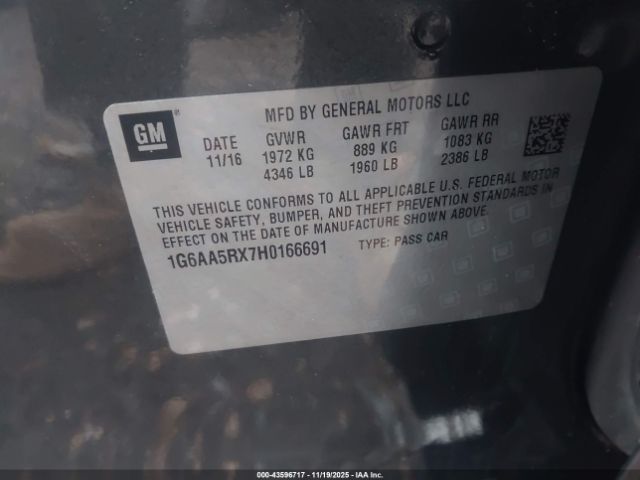 GM
MFD BY GENERAL MOTORS LLC
DATE GVWR GAWR FRT GAWR RR
11/16 1972 KG 889 KG 1083 KG
4346 LB 1960 LB 2386 LB
THIS VEHICLE CONFORMS TO ALL APPLICABLE U.S. FEDERAL MOTOR
VEHICLE SAFETY, BUMPER, AND THEFT PREVENTION STANDARDS IN
EFFECT ON THE DATE OF MANUFACTURE SHOWN ABOVE.
1G6AA5RX7H0166691 TYPE: PASS CAR
000-43596717 - 11/19/2025 - IAAI.COM